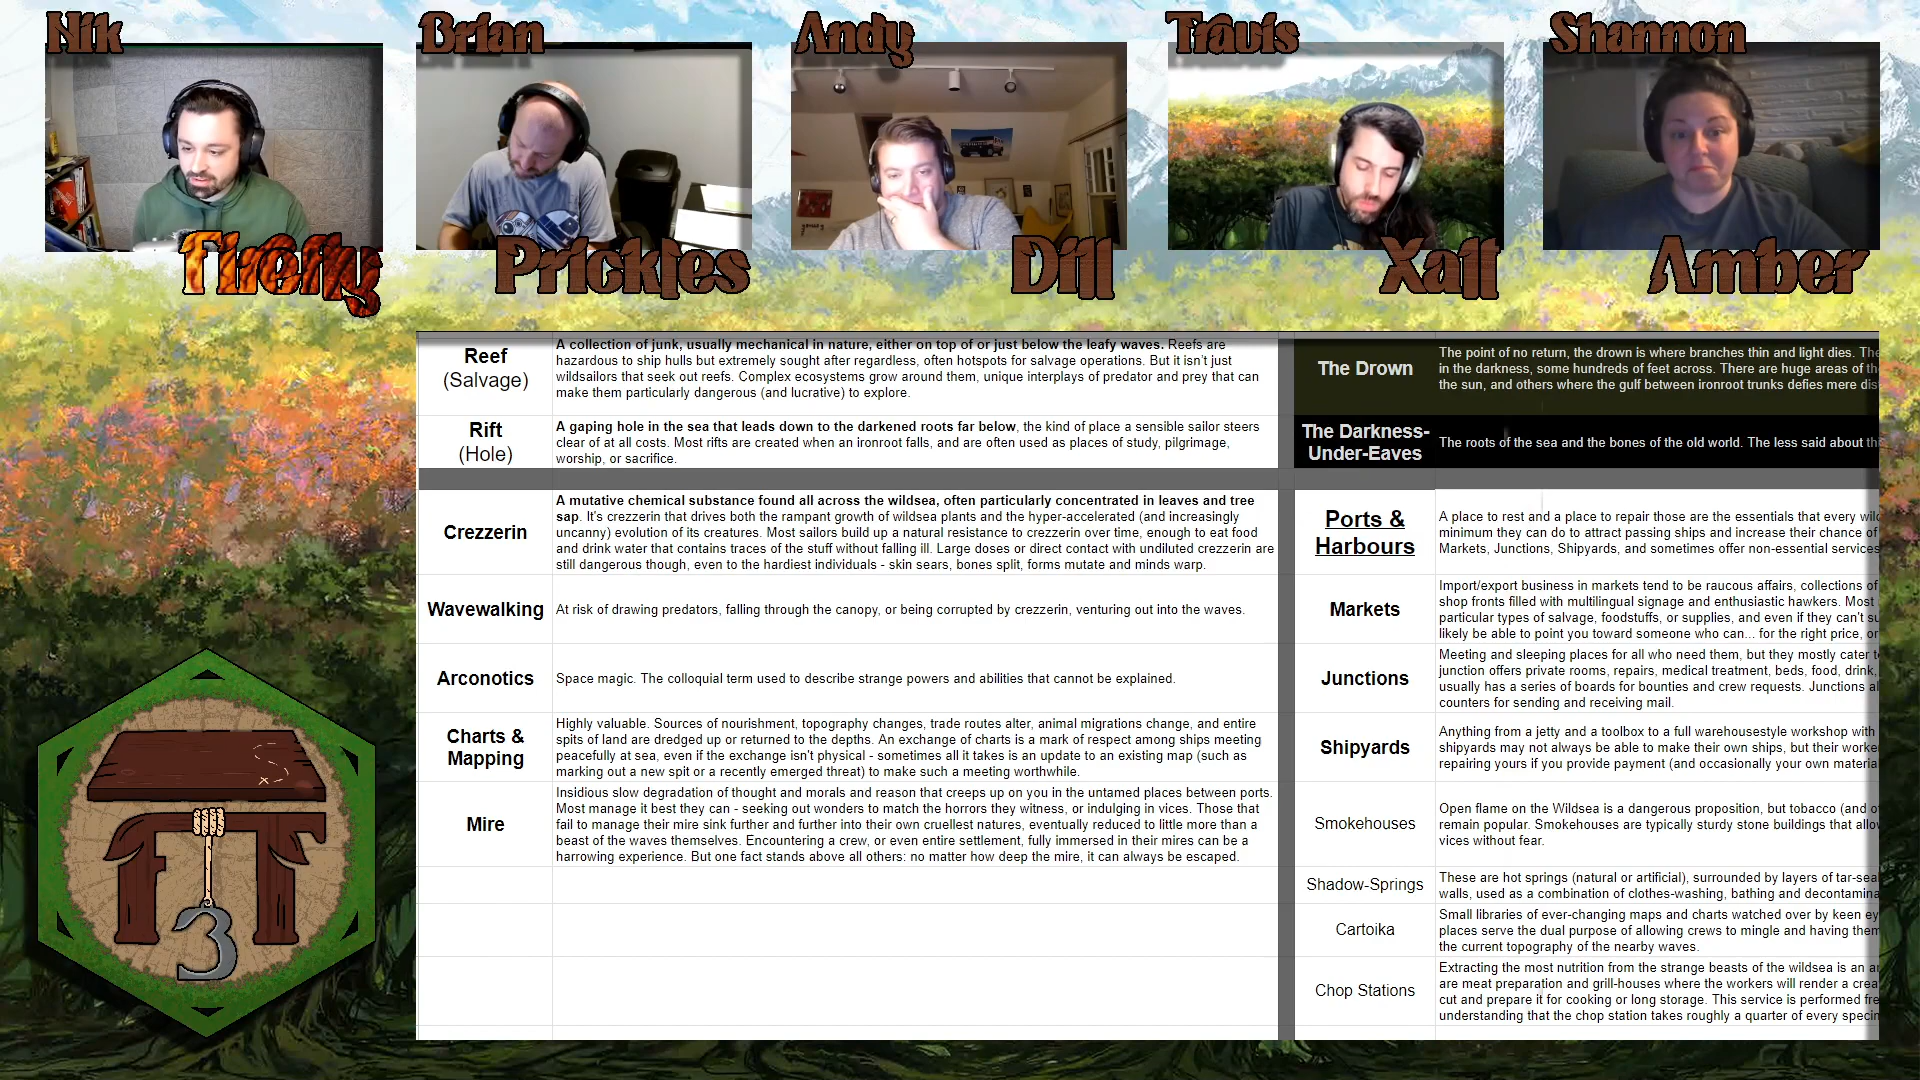 Nik
Brian
Andy
Travis
Shannon
Firefly
Prickles
Dill
Xall
Amber
Reef
(Salvage)
A collection of junk, usually mechanical in nature, either on top of or just below the leafy waves. Reefs are
hazardous to ship hulls but extremely sought after regardless, often hotspots for salvage operations. But it isn't just
wildsailors that seek out reefs. Complex ecosystems grow around them, unique interplays of predator and prey that can
make them particularly dangerous (and lucrative) to explore.
Rift
(Hole)
A gaping hole in the sea that leads down to the darkened roots far below, the kind of place a sensible sailor steers
clear of at all costs. Most rifts are created when an ironroot falls, and are often used as places of study, pilgrimage,
worship, or sacrifice.
Crezzerin
A mutative chemical substance found all across the wildsea, often particularly concentrated in leaves and tree
sap. It's crezzerin that drives both the rampant growth of wildsea plants and the hyper-accelerated (and increasingly
uncanny) evolution of its creatures. Most sailors build up a natural resistance to crezzerin over time, enough to eat food
and drink water that contains traces of the stuff without falling ill. Large doses or direct contact with undiluted crezzerin are
still dangerous though, even to the hardiest individuals - skin sears, bones split, forms mutate and minds warp.
Wavewalking
At risk of drawing predators, falling through the canopy, or being corrupted by crezzerin, venturing out into the waves.
Arconotics
Space magic. The colloquial term used to describe strange powers and abilities that cannot be explained.
Charts &
Mapping
Highly valuable. Sources of nourishment, topography changes, trade routes alter, animal migrations change, and entire
spits of land are dredged up or returned to the depths. An exchange of charts is a mark of respect among ships meeting
peacefully at sea, even if the exchange isn't physical - sometimes all it takes is an update to an existing map (such as
marking out a new spit or a recently emerged threat) to make such a meeting worthwhile.
Mire
Insidious slow degradation of thought and morals and reason that creeps up on you in the untamed places between ports.
Most manage it best they can - seeking out wonders to match the horrors they witness, or indulging in vices. Those that
fail to manage their mire sink further and further into their own cruellest natures, eventually reduced to little more than a
beast of the waves themselves. Encountering a crew, or even entire settlement, fully immersed in their mires can be a
harrowing experience. But one fact stands above all others: no matter how deep the mire, it can always be escaped.
The Drown
The point of no return, the drown is where branches thin and light dies. The
in the darkness, some hundreds of feet across. There are huge areas of th
the sun, and others where the gulf between ironroot trunks defies mere dis
The Darkness-
Under-Eaves
The roots of the sea and the bones of the old world. The less said about th
Ports &
Harbours
A place to rest and a place to repair those are the essentials that every wil
minimum they can do to attract passing ships and increase their chance of
Markets, Junctions, Shipyards, and sometimes offer non-essential services
Markets
Import/export business in markets tend to be raucous affairs, collections of
shop fronts filled with multilingual signage and enthusiastic hawkers. Most
particular types of salvage, foodstuffs, or supplies, and even if they can't su
likely be able to point you toward someone who can... for the right price, or
Junctions
Meeting and sleeping places for all who need them, but they mostly cater t
junction offers private rooms, repairs, medical treatment, beds, food, drink,
usually has a series of boards for bounties and crew requests. Junctions al
counters for sending and receiving mail.
Shipyards
Anything from a jetty and a toolbox to a full warehousestyle workshop with
shipyards may not always be able to make their own ships, but their worke
repairing yours if you provide payment (and occasionally your own materia
Smokehouses
Open flame on the Wildsea is a dangerous proposition, but tobacco (and o
remain popular. Smokehouses are typically sturdy stone buildings that allo
vices without fear.
Shadow-Springs
These are hot springs (natural or artificial), surrounded by layers of tar-sea
walls, used as a combination of clothes-washing, bathing and decontamina
Cartoika
Small libraries of ever-changing maps and charts watched over by keen ey
places serve the dual purpose of allowing crews to mingle and having them
the current topography of the nearby waves.
Chop Stations
Extracting the most nutrition from the strange beasts of the wildsea is an a
are meat preparation and grill-houses where the workers will render a crea
cut and prepare it for cooking or long storage. This service is performed fre
understanding that the chop station takes roughly a quarter of every specin
3